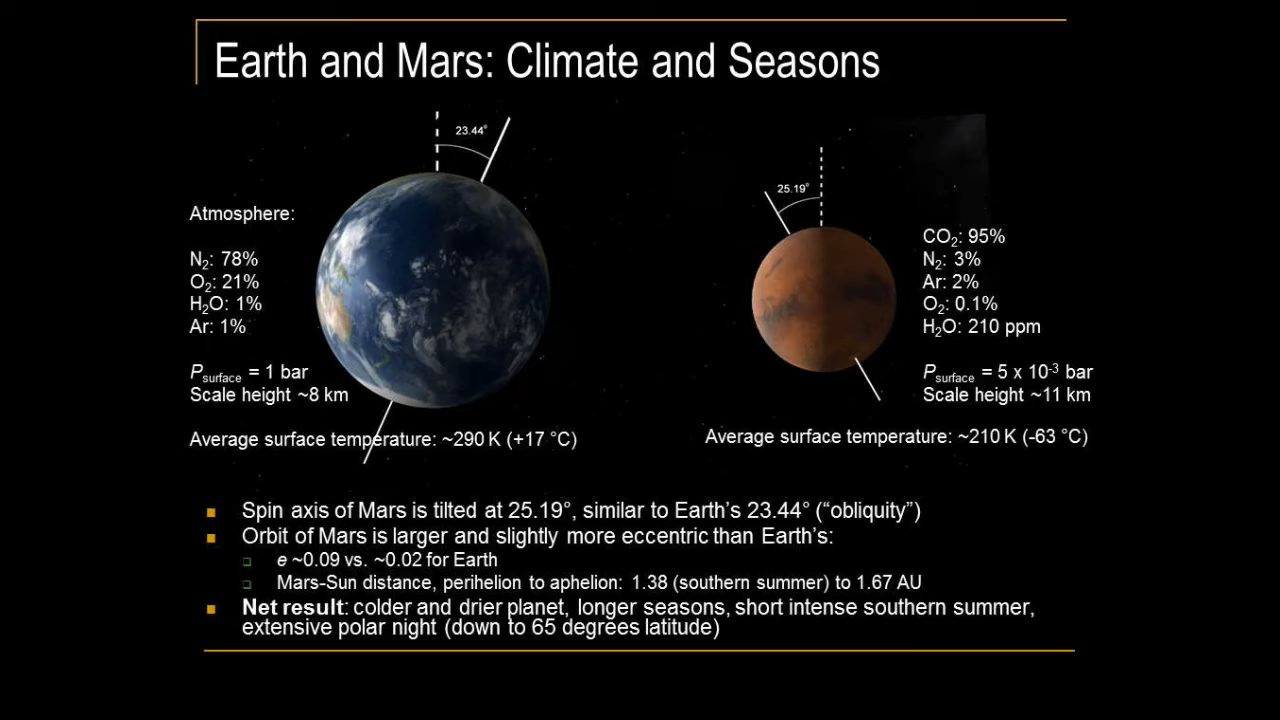 Earth and Mars: Climate and Seasons
23.44°
25.19°
Atmosphere:
N₂: 78%
O₂: 21%
H₂O: 1%
Ar: 1%
P surface = 1 bar
Scale height ~8 km
Average surface temperature: ~290 K (+17 °C)
CO₂: 95%
N₂: 3%
Ar: 2%
O₂: 0.1%
H₂O: 210 ppm
P surface = 5 x 10⁻³ bar
Scale height ~11 km
Average surface temperature: ~210 K (-63 °C)
Spin axis of Mars is tilted at 25.19°, similar to Earth's 23.44° (“obliquity”)
Orbit of Mars is larger and slightly more eccentric than Earth's:
e ~0.09 vs. ~0.02 for Earth
Mars-Sun distance, perihelion to aphelion: 1.38 (southern summer) to 1.67 AU
Net result: colder and drier planet, longer seasons, short intense southern summer,
extensive polar night (down to 65 degrees latitude)